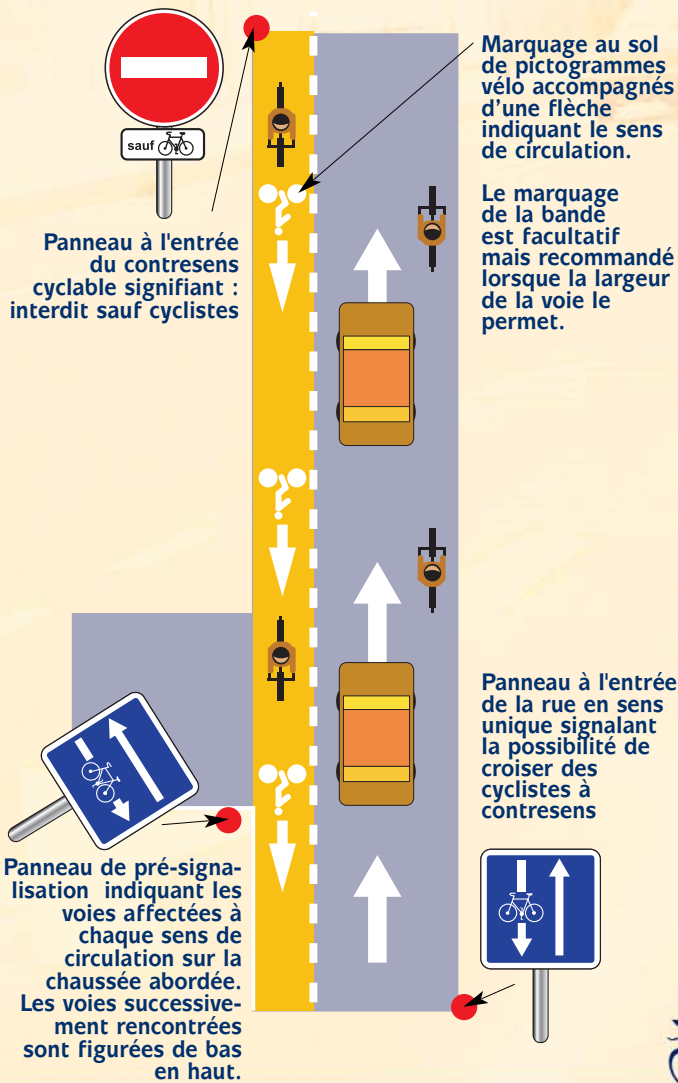 sauf
Panneau à l'entrée
du contresens
cyclable signifiant :
interdit sauf cyclistes
Marquage au sol
de pictogrammes
vélo accompagnés
d'une flèche
indiquant le sens
de circulation.
Le marquage
de la bande
est facultatif
mais recommandé
lorsque la largeur
de la voie le
permet.
Panneau à l'entrée
de la rue en sens
unique signalant
la possibilité de
croiser des
cyclistes à
contresens
Panneau de pré-signa-
lisation indiquant les
voies affectées à
chaque sens de
circulation sur la
chaussée abordée.
Les voies successive-
ment rencontrées
sont figurées de bas
en haut.